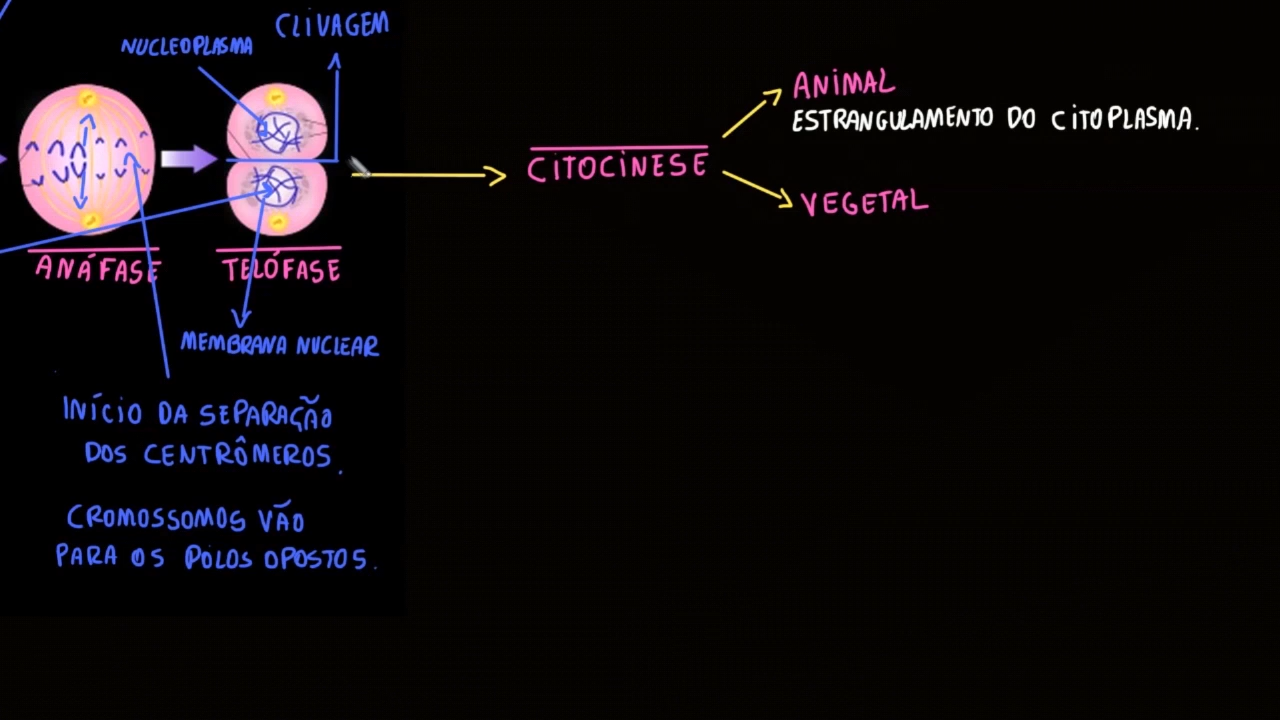 CLIVAGEM
NUCLEOPLASMA
ANIMAL
ESTRANGULAMENTO DO CITOPLASMA.
CITOCINESE
VEGETAL
ANÁFASE
TELÓFASE
MEMBRANA NUCLEAR
INÍCIO DA SEPARAÇÃO
DOS CENTRÔMEROS.
CROMOSSOMOS VÃO
PARA OS POLOS OPOSTOS.